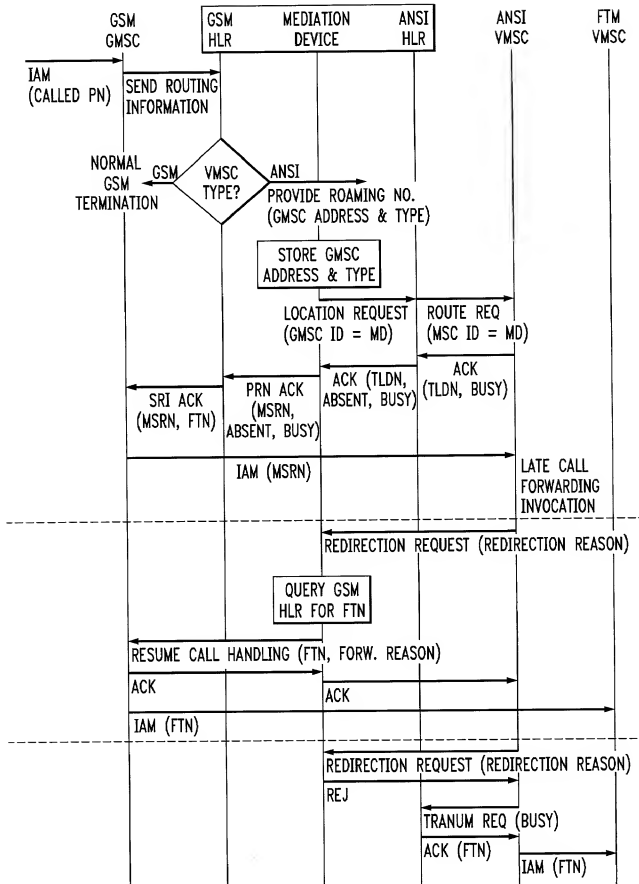 GSM
GMSC
GSM
HLR
MEDIATION
DEVICE
ANSI
HLR
ANSI
VMSC
FTM
VMSC
IAM
(CALLED PN)
SEND ROUTING
INFORMATION
NORMAL
GSM
TERMINATION
GSM
VMSC
TYPE?
ANSI
PROVIDE ROAMING NO.
(GMSC ADDRESS & TYPE)
STORE GMSC
ADDRESS & TYPE
LOCATION REQUEST
(GMSC ID = MD)
ROUTE REQ
(MSC ID = MD)
SRI ACK
(MSRN, FTN)
PRN ACK
(MSRN,
ABSENT, BUSY)
ACK (TLDN,
ABSENT, BUSY)
ACK
(TLDN, BUSY)
IAM (MSRN)
LATE CALL
FORWARDING
INVOCATION
REDIRECTION REQUEST (REDIRECTION REASON)
QUERY GSM
HLR FOR FTN
RESUME CALL HANDLING (FTN, FORW. REASON)
ACK
ACK
IAM (FTN)
REDIRECTION REQUEST (REDIRECTION REASON)
REJ
TRANUM REQ (BUSY)
ACK (FTN)
IAM (FTN)